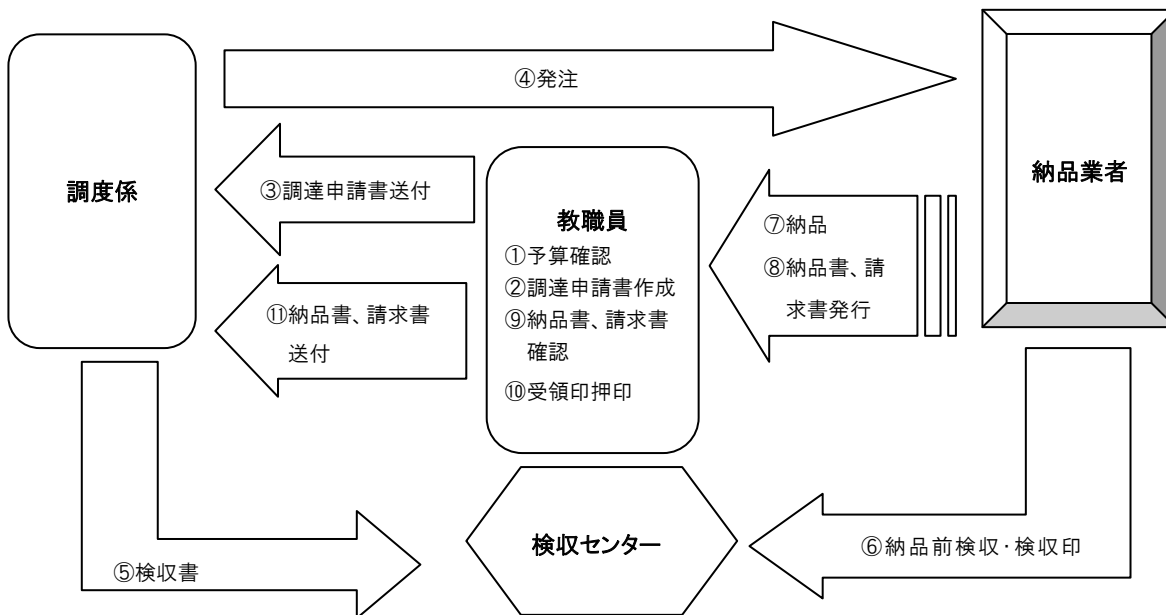 ④発注
調度係
納品業者
③調達申請書送付
教職員
①予算確認
②調達申請書作成
⑨納品書、請求書
確認
⑩受領印押印
⑦納品
⑧納品書、請
求書発行
⑪納品書、請求書
送付
検収センター
⑥納品前検収・検収印
⑤検収書